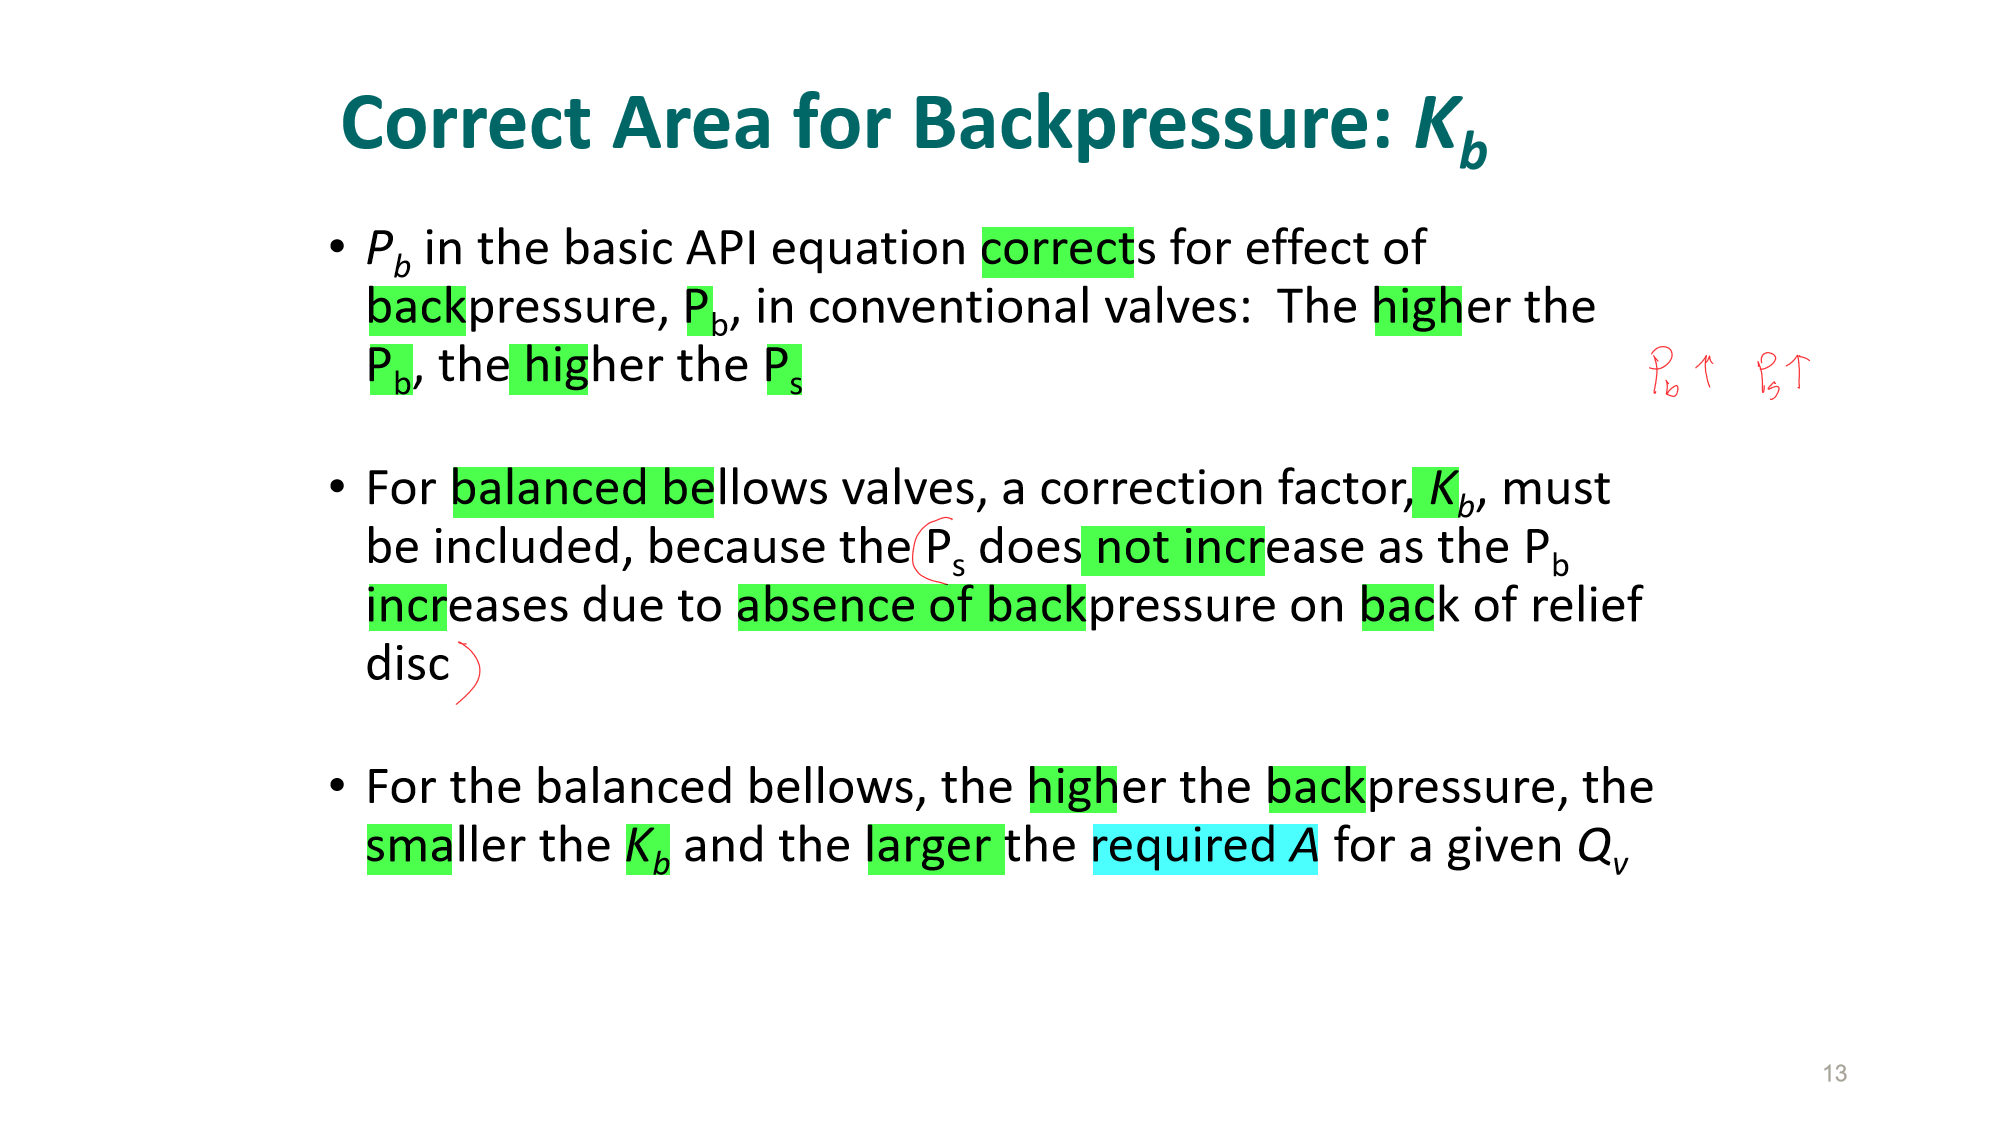 Correct Area for Backpressure: Kb
• Pb in the basic API equation corrects for effect of
backpressure, Pb, in conventional valves:  The higher the
Pb, the higher the Ps
Pb ↑ Ps ↑
• For balanced bellows valves, a correction factor, Kb, must
be included, because the Ps does not increase as the Pb
increases due to absence of backpressure on back of relief
disc
• For the balanced bellows, the higher the backpressure, the
smaller the Kb and the larger the required A for a given Qv
13